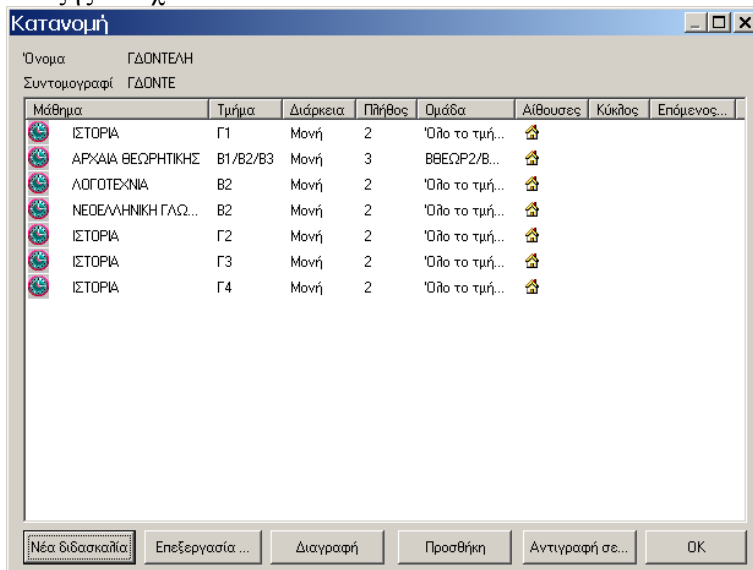 Κατανομή
Όνομα ΓΔΟΝΤΕΛΗ
Συντομογραφί ΓΔΟΝΤΕ
Μάθημα Τμήμα Διάρκεια Πλήθος Ομάδα Αίθουσες Κύκλος Επόμενος...
ΙΣΤΟΡΙΑ Γ1 Μονή 2 Όλο το τμή...
ΑΡΧΑΙΑ ΘΕΩΡΗΤΙΚΗΣ Β1/Β2/Β3 Μονή 3 ΒΘΕΩΡ2/Β...
ΛΟΓΟΤΕΧΝΙΑ Β2 Μονή 2 Όλο το τμή...
ΝΕΟΕΛΛΗΝΙΚΗ ΓΛΩ... Β2 Μονή 2 Όλο το τμή...
ΙΣΤΟΡΙΑ Γ2 Μονή 2 Όλο το τμή...
ΙΣΤΟΡΙΑ Γ3 Μονή 2 Όλο το τμή...
ΙΣΤΟΡΙΑ Γ4 Μονή 2 Όλο το τμή...
Νέα διδασκαλία Επεξεργασία ... Διαγραφή Προσθήκη Αντιγραφή σε... ΟΚ